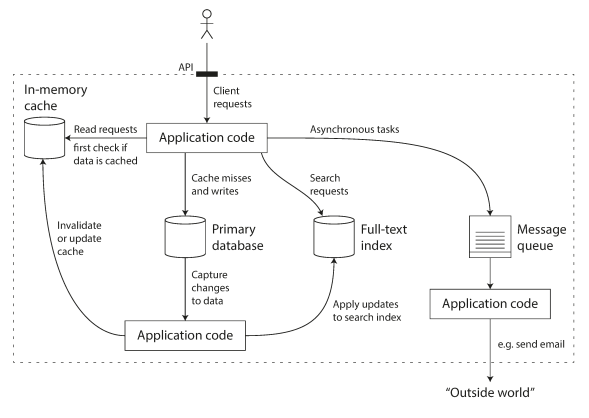 API
Client
requests
In-memory
cache
Read requests
first check if
data is cached
Application code
Asynchronous tasks
Cache misses
and writes
Search
requests
Invalidate
or update
cache
Primary
database
Full-text
index
Message
queue
Capture
changes
to data
Apply updates
to search index
Application code
Application code
e.g. send email
“Outside world”